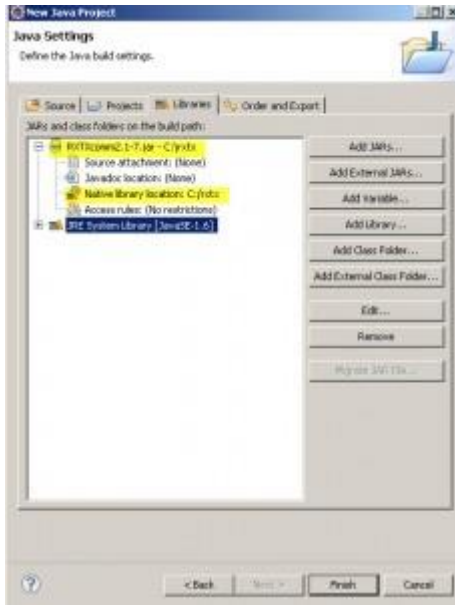 New Java Project
Java Settings
Define the Java build settings.
Source Projects Libraries Order and Export
JARs and class folders on the build path:
RXTXcomm2.1-7.jar - C:/rxtx
Source attachment: (None)
Javadoc location: (None)
Native library location: C:/rxtx
Access rules: (No restrictions)
JRE System Library [JavaSE-1.6]
Add JARs...
Add External JARs...
Add Variable...
Add Library...
Add Class Folder...
Add External Class Folder...
Edit...
Remove
Migrate JAR File...
?
< Back
Next >
Finish
Cancel